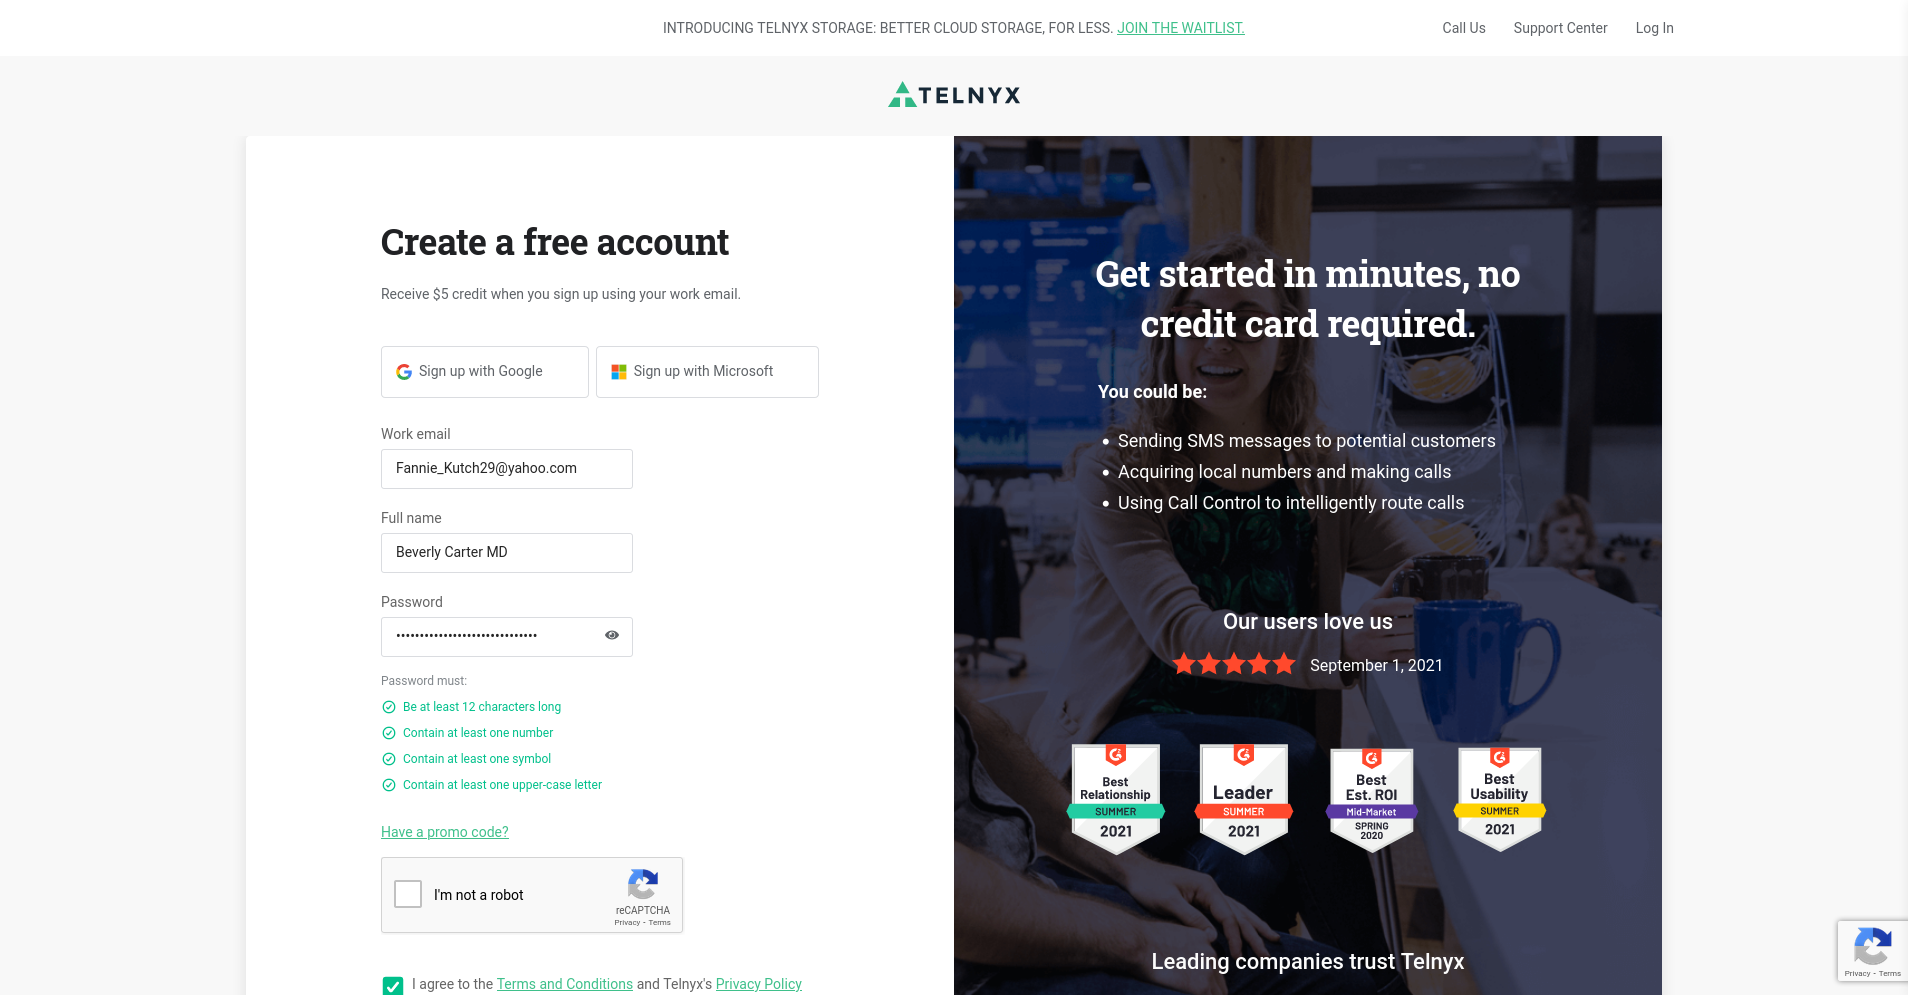 INTRODUCING TELNYX STORAGE: BETTER CLOUD STORAGE, FOR LESS. JOIN THE WAITLIST.
Call Us
Support Center
Log In
TELNYX
Create a free account
Receive $5 credit when you sign up using your work email.
Sign up with Google
Sign up with Microsoft
Work email
Fannie_Kutch29@yahoo.com
Full name
Beverly Carter MD
Password
••••••••••••••••••••••••••••••
Password must:
Be at least 12 characters long
Contain at least one number
Contain at least one symbol
Contain at least one upper-case letter
Have a promo code?
I'm not a robot
reCAPTCHA
Privacy - Terms
I agree to the Terms and Conditions and Telnyx's Privacy Policy
Get started in minutes, no
credit card required.
You could be:
• Sending SMS messages to potential customers
• Acquiring local numbers and making calls
• Using Call Control to intelligently route calls
Our users love us
September 1, 2021
Best
Relationship
SUMMER
2021
Leader
SUMMER
2021
Best
Est. ROI
Mid-Market
SPRING
2020
Best
Usability
SUMMER
2021
Leading companies trust Telnyx
Privacy - Terms